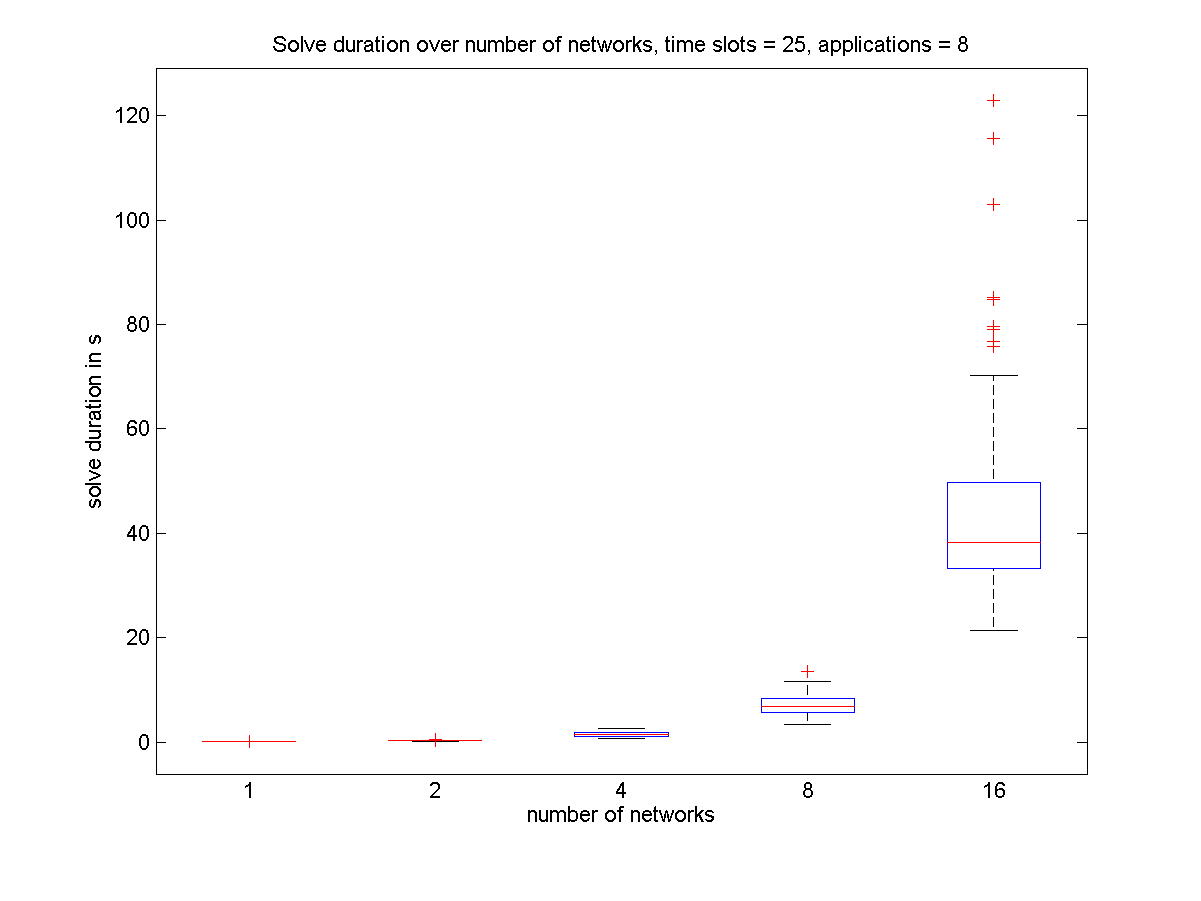 Solve duration over number of networks, time slots = 25, applications = 8
120
100
80
60
40
20
0
solve duration in s
1 2 4 8 16
number of networks